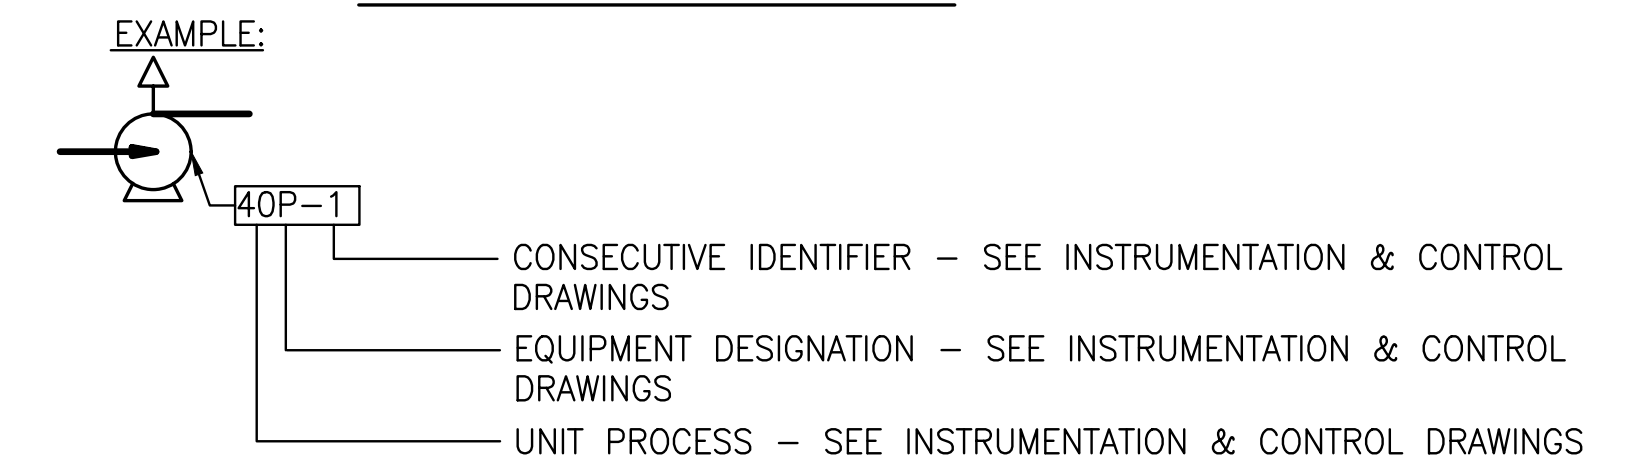 EXAMPLE:
40P-1
CONSECUTIVE IDENTIFIER - SEE INSTRUMENTATION & CONTROL
DRAWINGS
EQUIPMENT DESIGNATION - SEE INSTRUMENTATION & CONTROL
DRAWINGS
UNIT PROCESS - SEE INSTRUMENTATION & CONTROL DRAWINGS